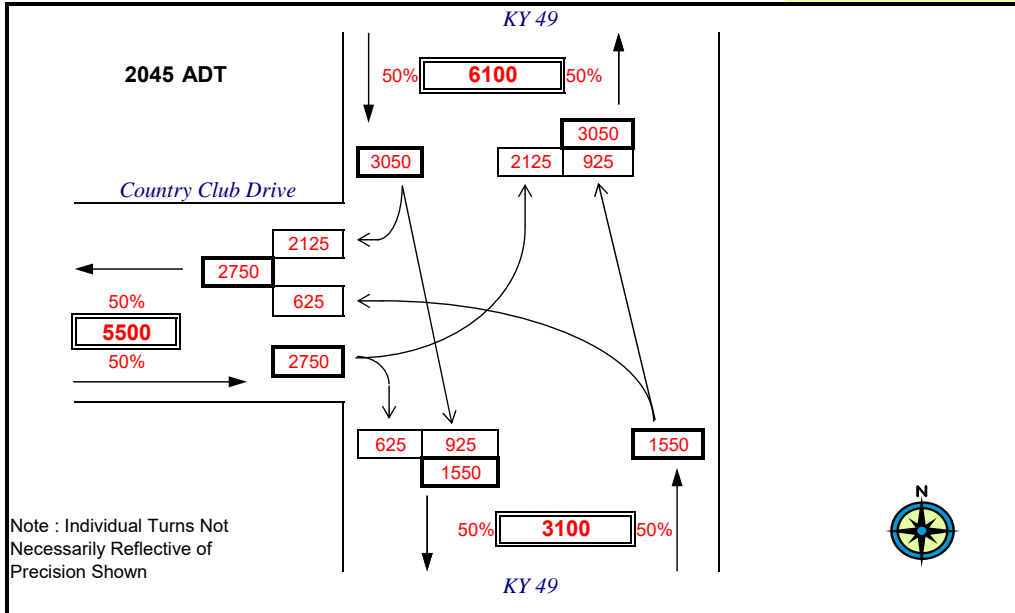 KY 49
2045 ADT
50% 6100 50%
3050
3050
2125 925
Country Club Drive
2125
2750
625
50%
5500
50%
2750
625 925
1550
1550
50% 3100 50%
N
Note : Individual Turns Not
Necessarily Reflective of
Precision Shown
KY 49